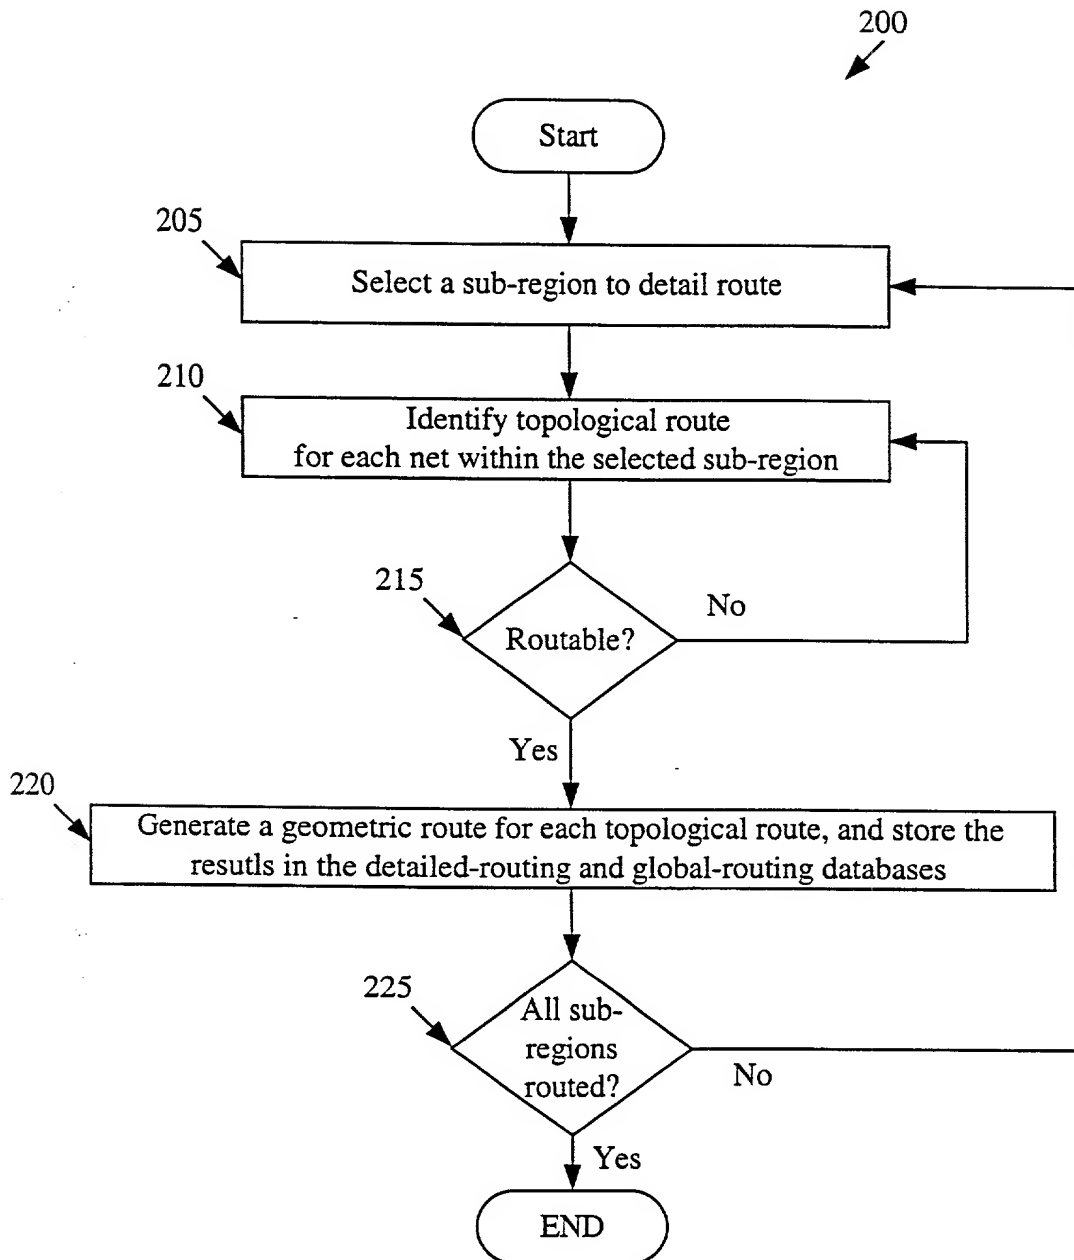 200
Start
205
Select a sub-region to detail route
210
Identify topological route
for each net within the selected sub-region
215
Routable?
No
Yes
220
Generate a geometric route for each topological route, and store the
resutls in the detailed-routing and global-routing databases
225
All sub-
regions
routed?
No
Yes
END